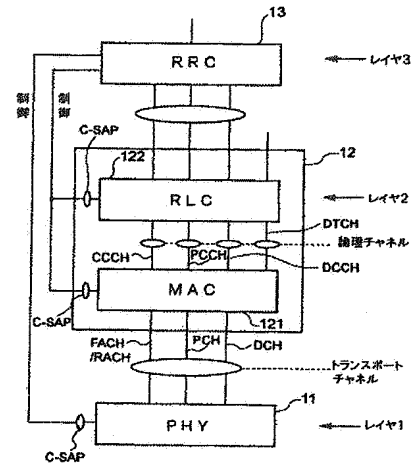 13
RRC
レイヤ3
制御
制御
C-SAP
122
12
RLC
レイヤ2
DTCH
論理チャネル
CCCH
PCCH
DCCH
MAC
C-SAP
121
FACH
/RACH
PCH
DCH
トランスポート
チャネル
11
PHY
レイヤ1
C-SAP